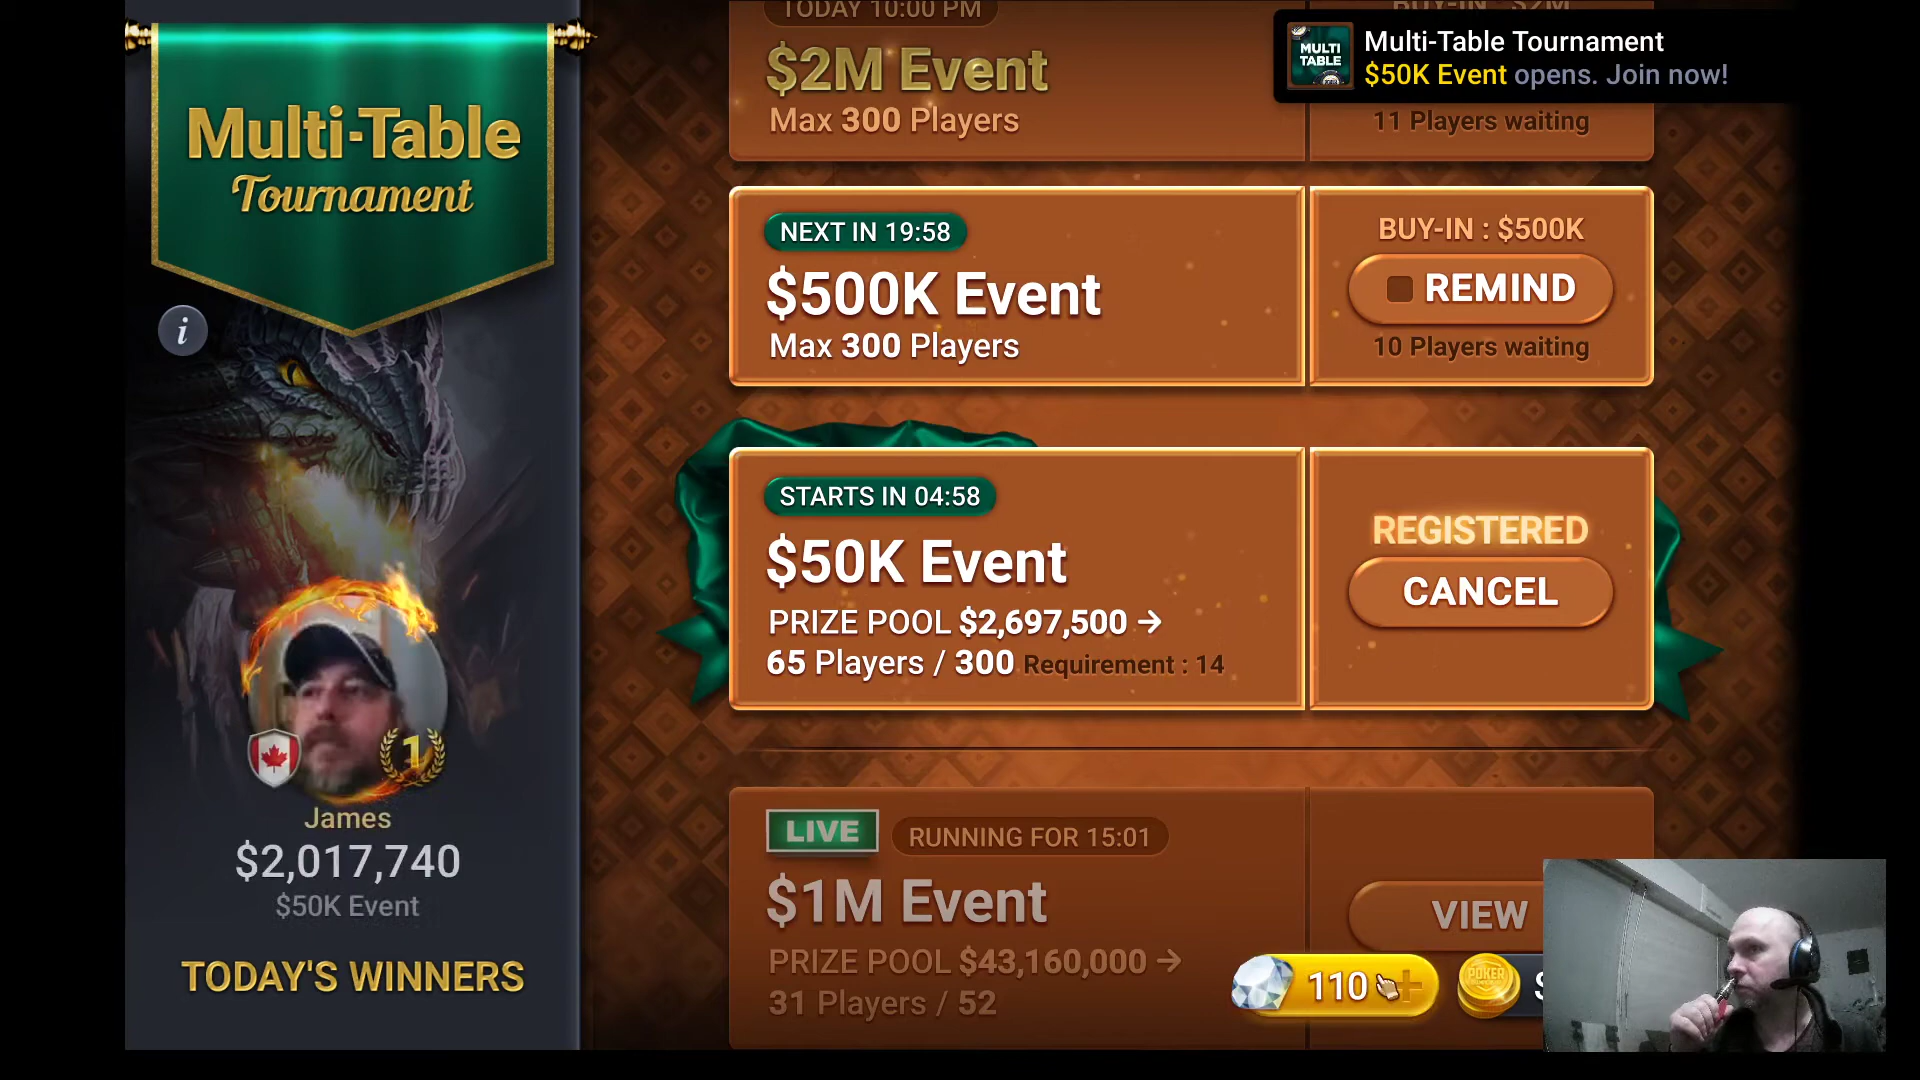 Multi-Table
Tournament
i
1
James
$2,017,740
$50K Event
TODAY'S WINNERS
TODAY 10:00 PM
$2M Event
Max 300 Players
BUY-IN : $2M
11 Players waiting
MULTI
TABLE
Multi-Table Tournament
$50K Event opens. Join now!
NEXT IN 19:58
$500K Event
Max 300 Players
BUY-IN : $500K
REMIND
10 Players waiting
STARTS IN 04:58
$50K Event
PRIZE POOL $2,697,500 →
65 Players / 300 Requirement : 14
REGISTERED
CANCEL
LIVE
RUNNING FOR 15:01
$1M Event
PRIZE POOL $43,160,000 →
31 Players / 52
VIEW
110 +
POKER
$